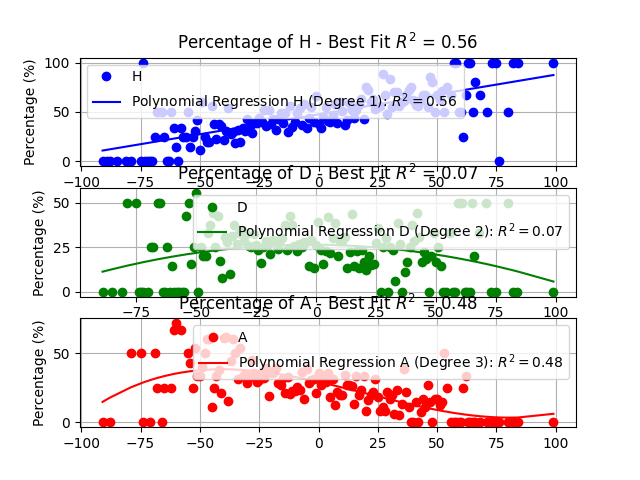 Percentage of H - Best Fit R² = 0.56
Percentage (%)
100
50
0
H
Polynomial Regression H (Degree 1): R² = 0.56
−100 −75 −50 −25 0 25 50 75 100
Percentage of D - Best Fit R² = 0.07
Percentage (%)
50
25
0
D
Polynomial Regression D (Degree 2): R² = 0.07
−100 −75 −50 −25 0 25 50 75 100
Percentage of A - Best Fit R² = 0.48
Percentage (%)
50
0
A
Polynomial Regression A (Degree 3): R² = 0.48
−100 −75 −50 −25 0 25 50 75 100